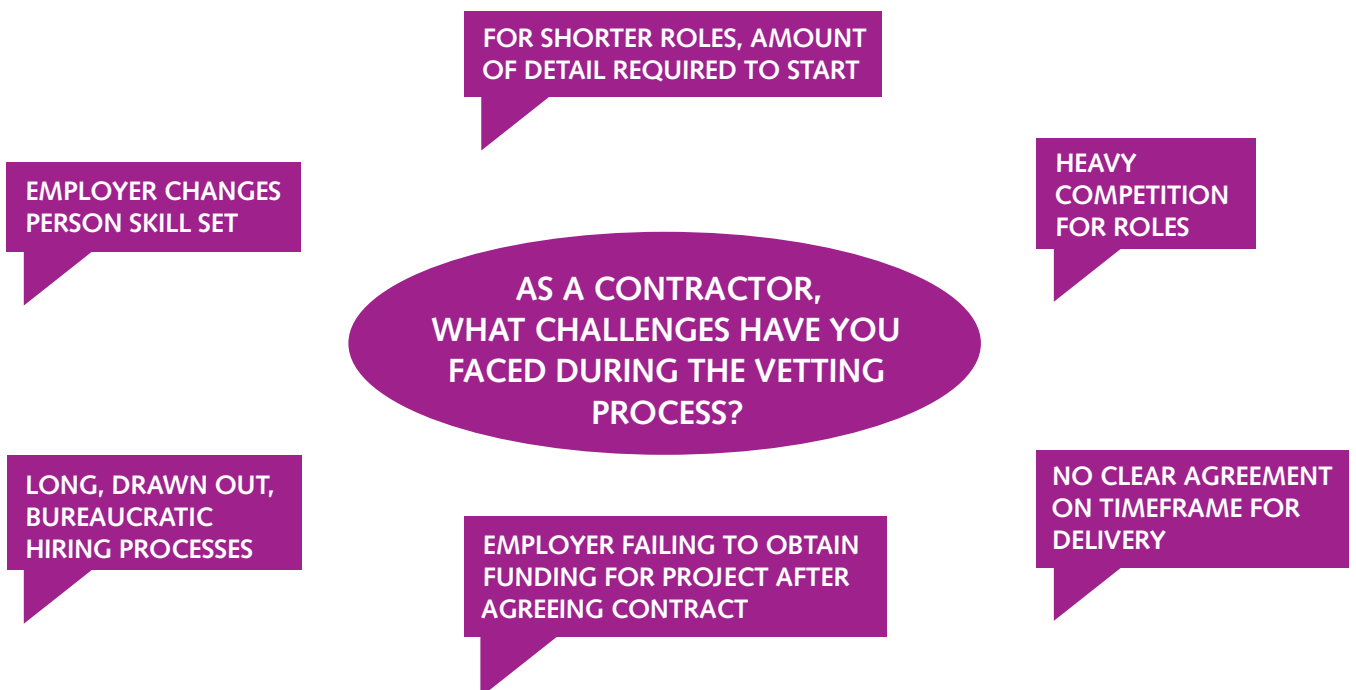 FOR SHORTER ROLES, AMOUNT
OF DETAIL REQUIRED TO START
EMPLOYER CHANGES
PERSON SKILL SET
HEAVY
COMPETITION
FOR ROLES
AS A CONTRACTOR,
WHAT CHALLENGES HAVE YOU
FACED DURING THE VETTING
PROCESS?
LONG, DRAWN OUT,
BUREAUCRATIC
HIRING PROCESSES
EMPLOYER FAILING TO OBTAIN
FUNDING FOR PROJECT AFTER
AGREEING CONTRACT
NO CLEAR AGREEMENT
ON TIMEFRAME FOR
DELIVERY